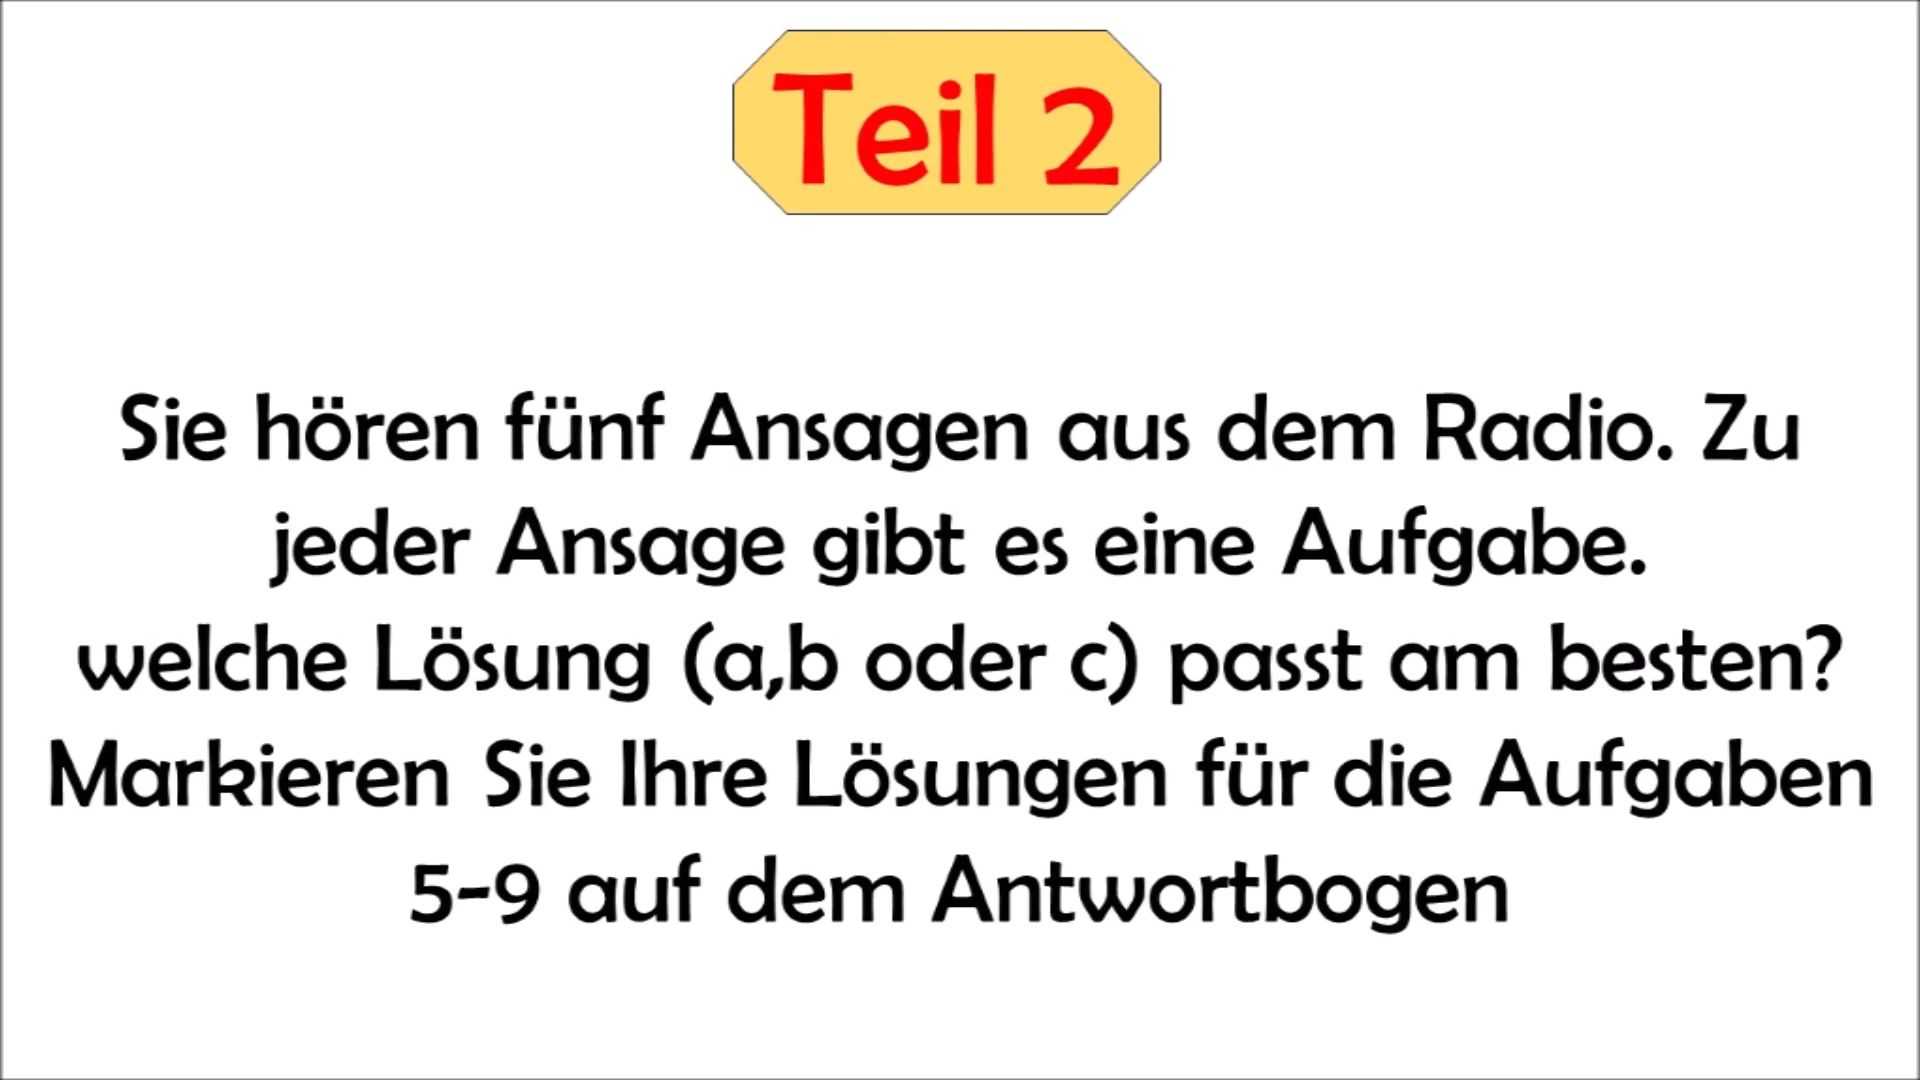 Teil 2
Sie hören fünf Ansagen aus dem Radio. Zu
jeder Ansage gibt es eine Aufgabe.
welche Lösung (a,b oder c) passt am besten?
Markieren Sie Ihre Lösungen für die Aufgaben
5-9 auf dem Antwortbogen